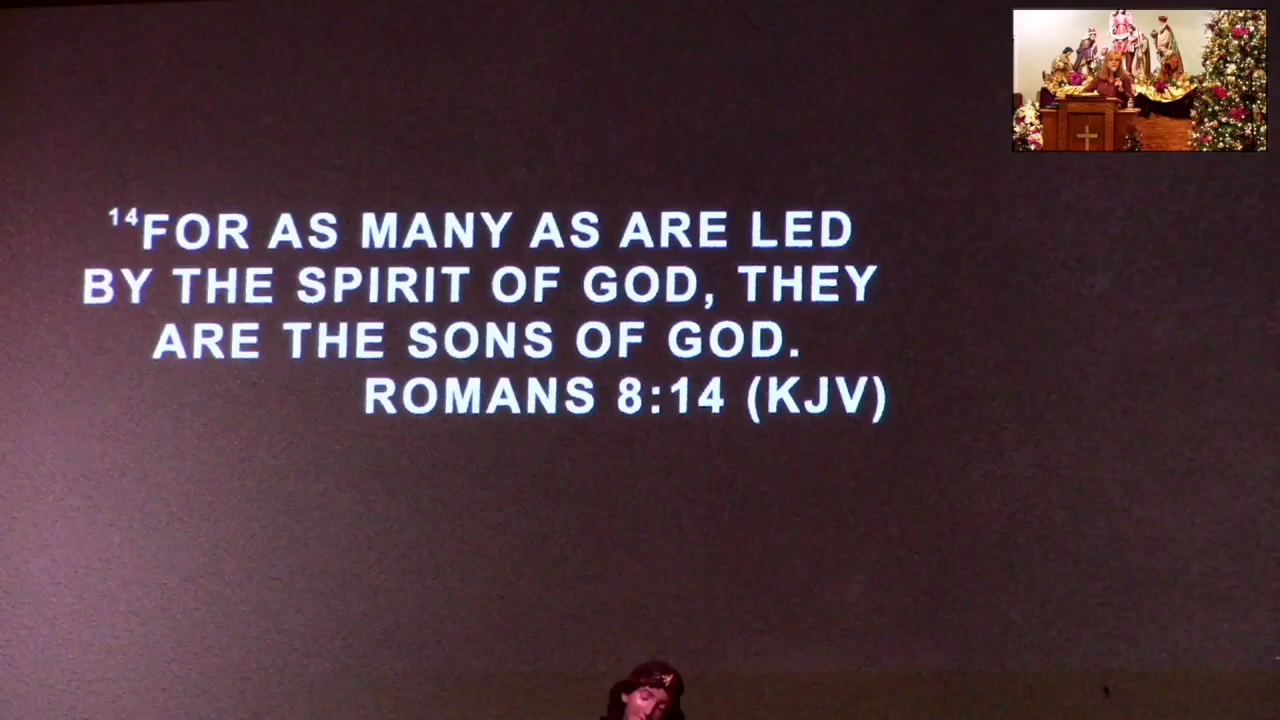 14FOR AS MANY AS ARE LED
BY THE SPIRIT OF GOD, THEY
ARE THE SONS OF GOD.
ROMANS 8:14 (KJV)